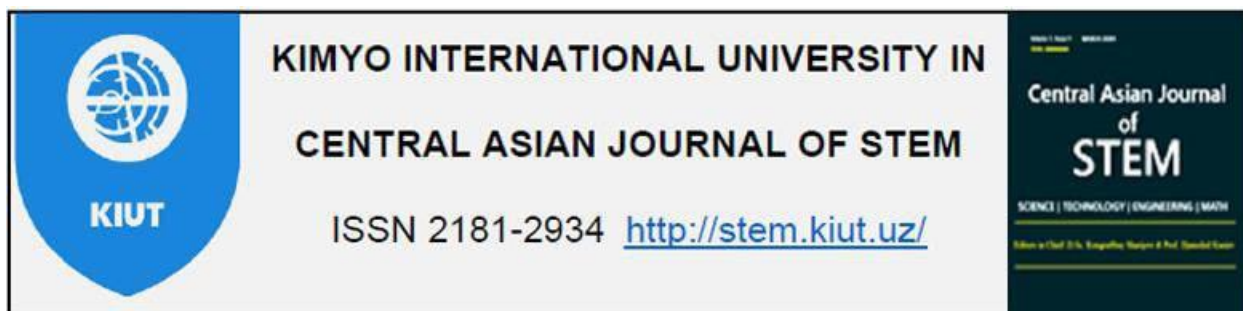 KIUT
KIMYO INTERNATIONAL UNIVERSITY IN
CENTRAL ASIAN JOURNAL OF STEM
ISSN 2181-2934 http://stem.kiut.uz/
Central Asian Journal
of
STEM
SCIENCE | TECHNOLOGY | ENGINEERING | MATH